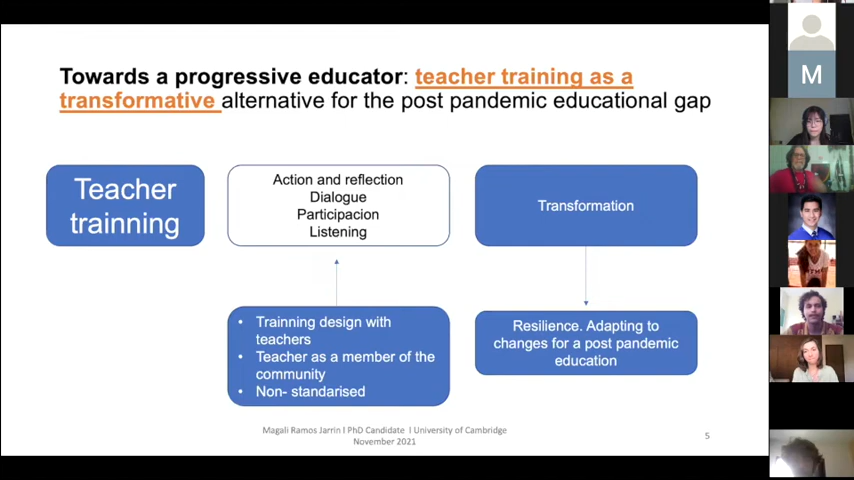 Towards a progressive educator: teacher training as a
transformative alternative for the post pandemic educational gap
Teacher
trainning
Action and reflection
Dialogue
Participacion
Listening
Transformation
• Trainning design with
teachers
• Teacher as a member of the
community
• Non- standarised
Resilience. Adapting to
changes for a post pandemic
education
Magali Ramos Jarrin l PhD Candidate l University of Cambridge
November 2021
5
M